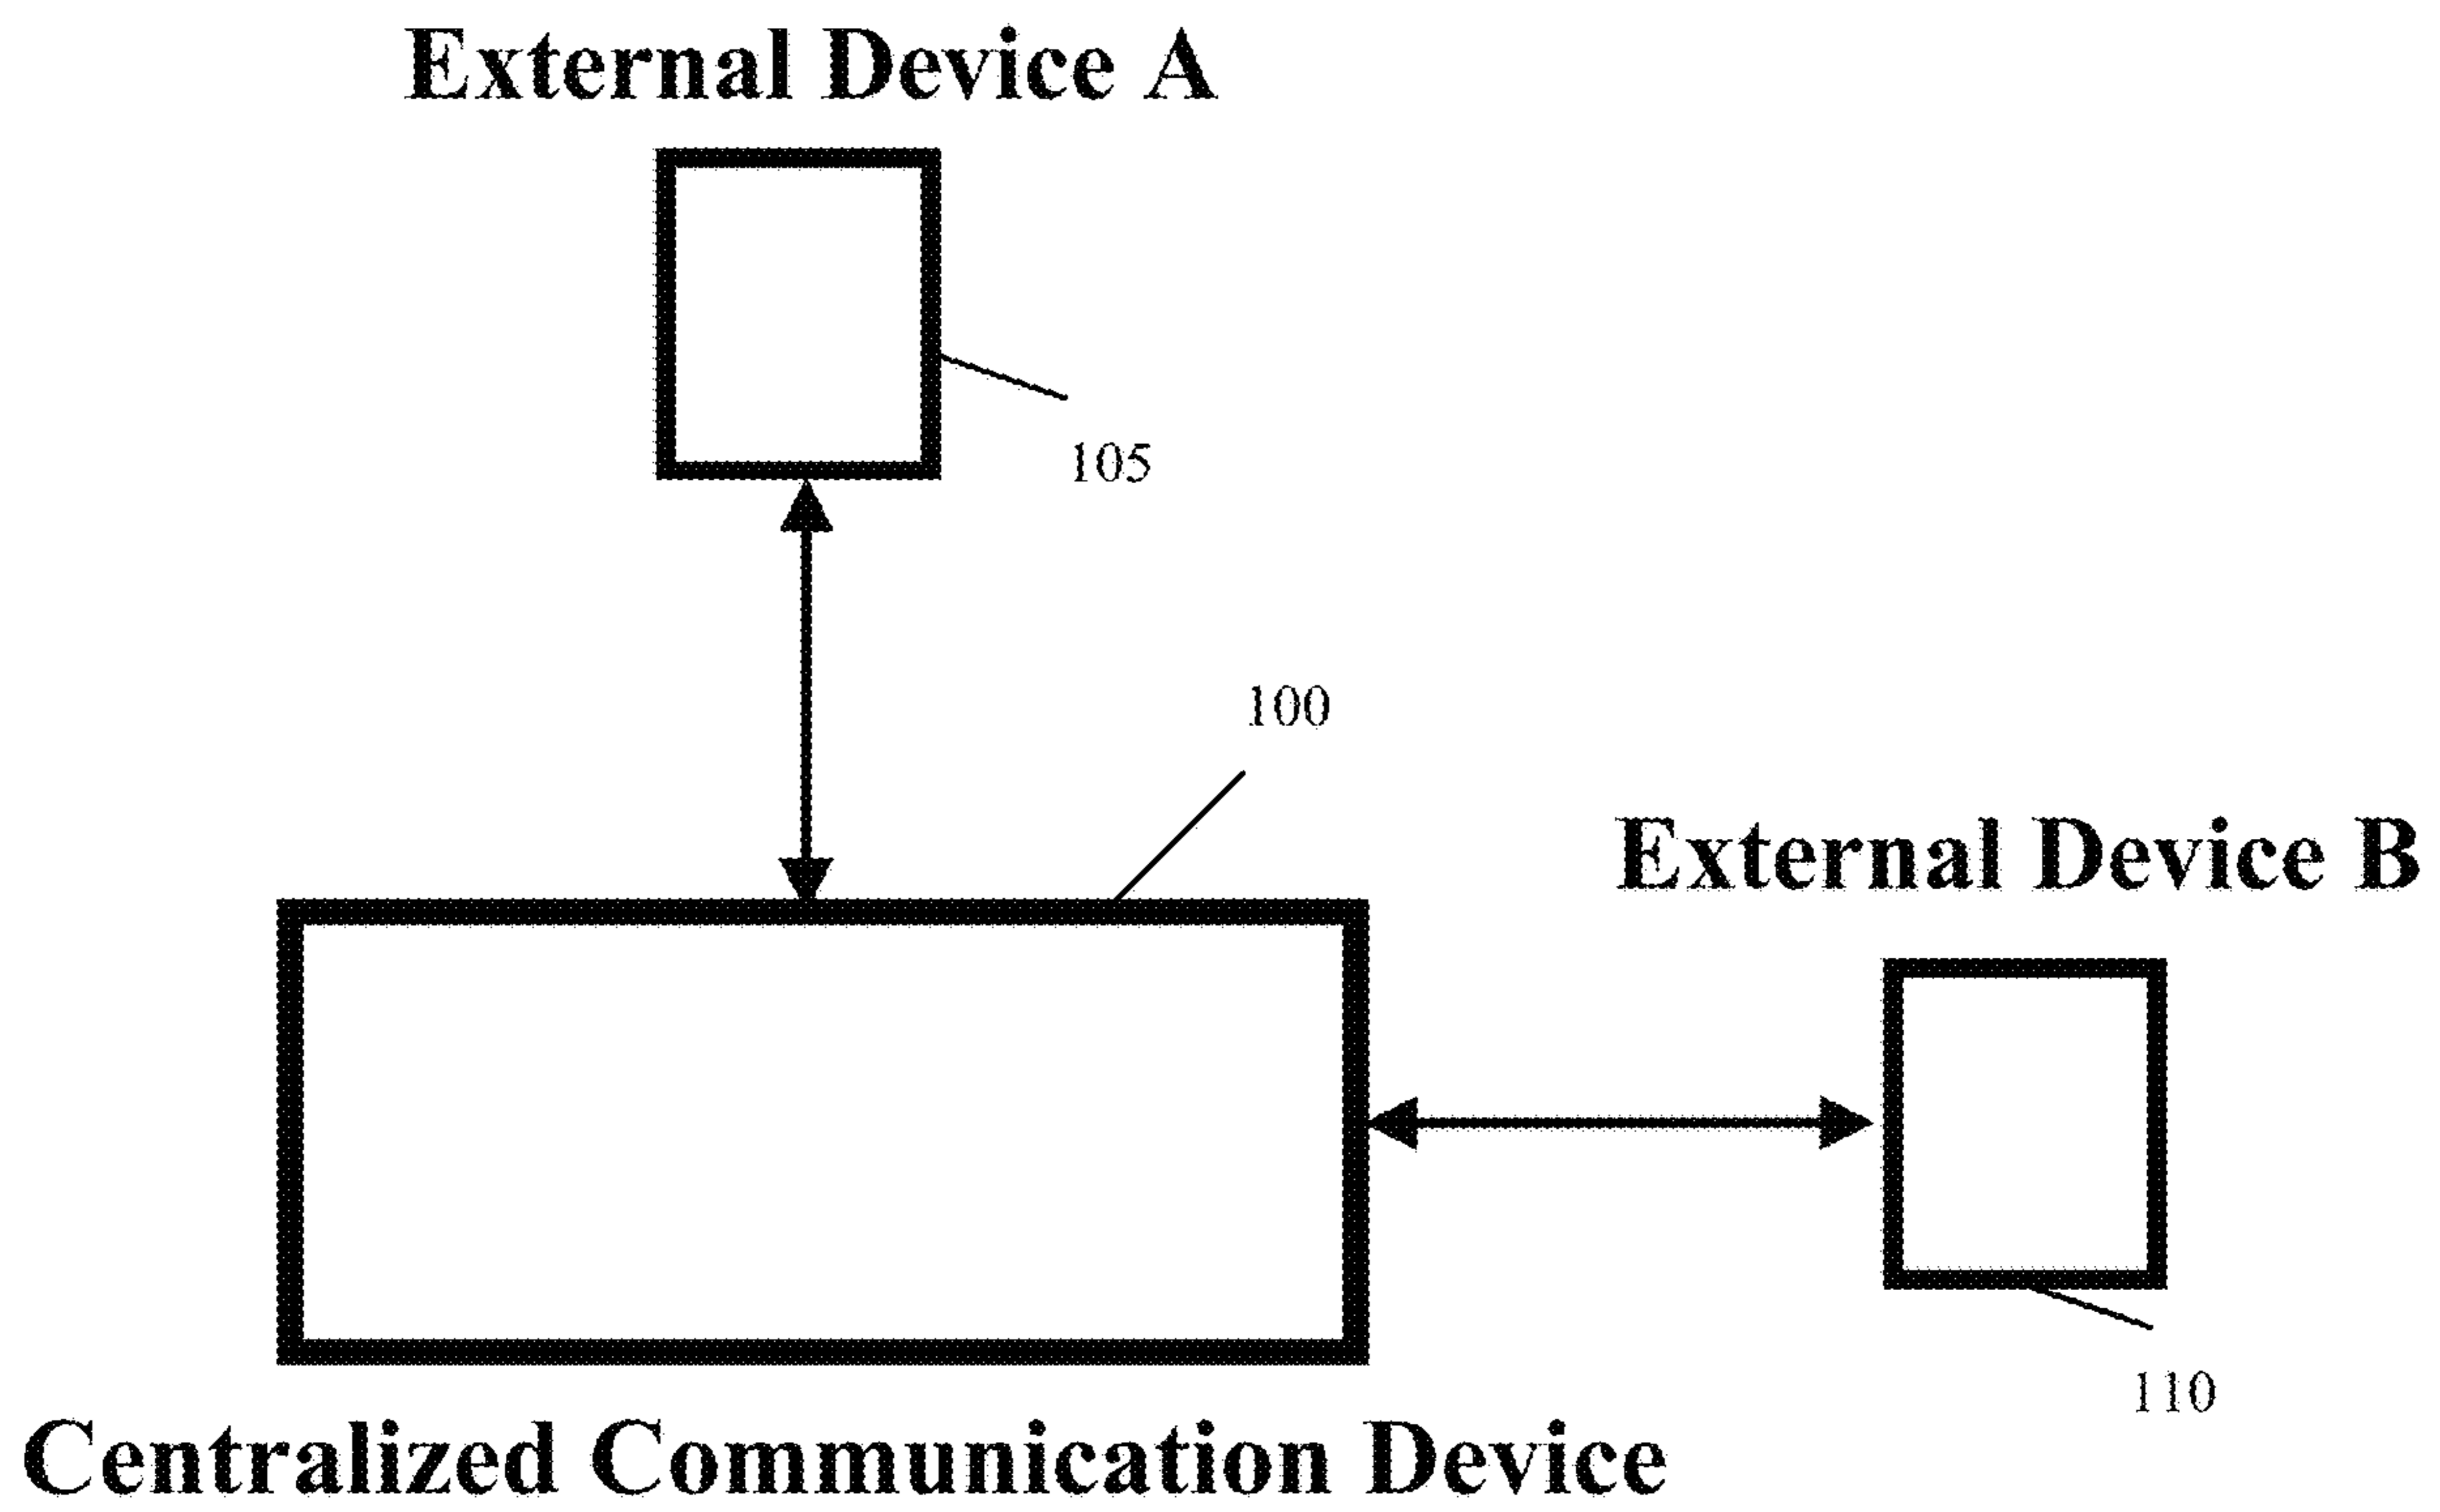 External Device A
105
100
External Device B
110
Centralized Communication Device